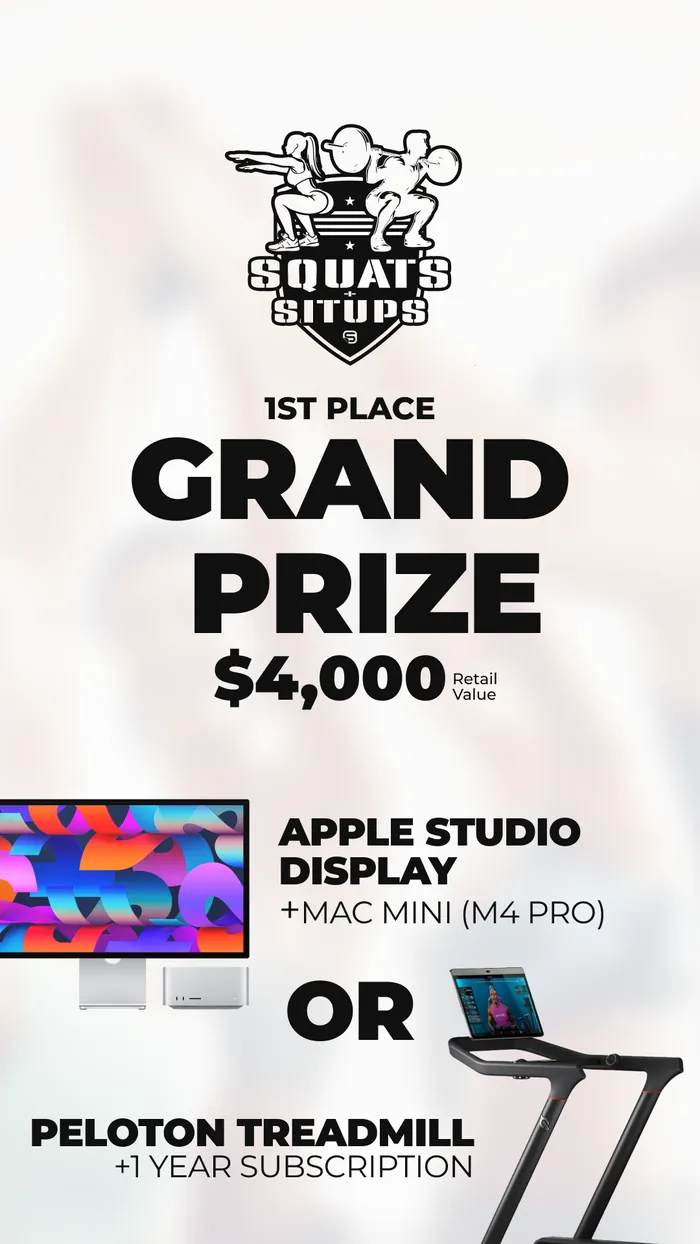 SQUATS
+
SITUPS
1ST PLACE
GRAND
PRIZE
$4,000 Retail
Value
APPLE STUDIO
DISPLAY
+MAC MINI (M4 PRO)
OR
PELOTON TREADMILL
+1 YEAR SUBSCRIPTION